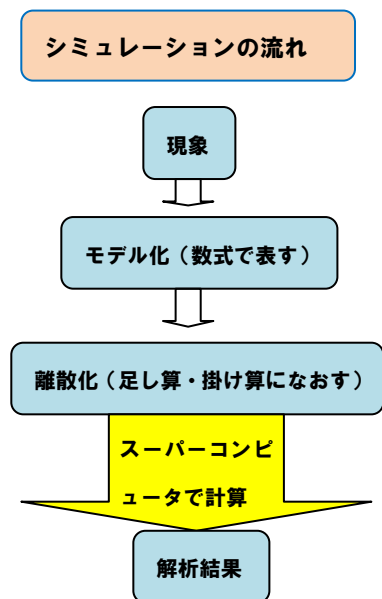 シミュレーションの流れ
現象
モデル化（数式で表す）
離散化（足し算・掛け算になおす）
スーパーコンピ
ュータで計算
解析結果